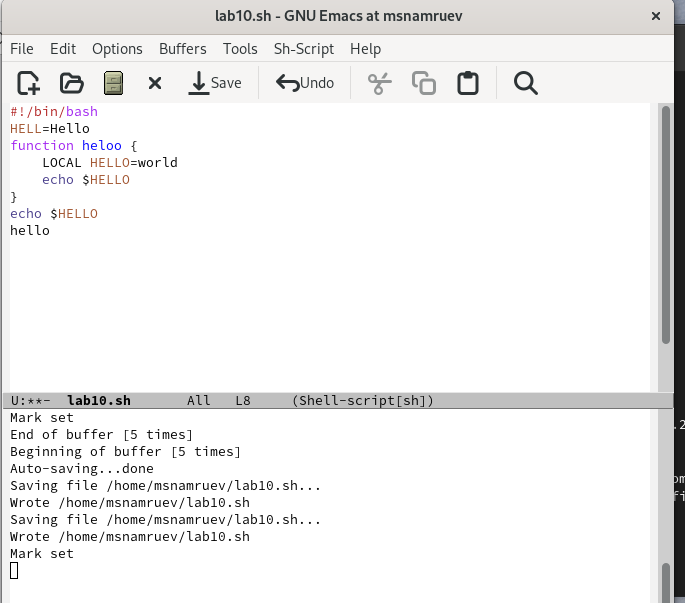 lab10.sh - GNU Emacs at msnamruev ×
File Edit Options Buffers Tools Sh-Script Help
Save Undo
#!/bin/bash
HELL=Hello
function heloo {
    LOCAL HELLO=world
    echo $HELLO
}
echo $HELLO
hello
U:**-  lab10.sh       All   L8     (Shell-script[sh])
Mark set
End of buffer [5 times]
Beginning of buffer [5 times]
Auto-saving...done
Saving file /home/msnamruev/lab10.sh...
Wrote /home/msnamruev/lab10.sh
Saving file /home/msnamruev/lab10.sh...
Wrote /home/msnamruev/lab10.sh
Mark set